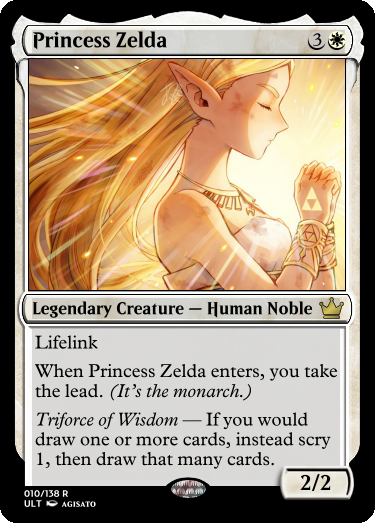 Princess Zelda 3
Legendary Creature — Human Noble
Lifelink
When Princess Zelda enters, you take
the lead. (It's the monarch.)
Triforce of Wisdom — If you would
draw one or more cards, instead scry
1, then draw that many cards.
2/2
010/138 R
ULT AGISATO